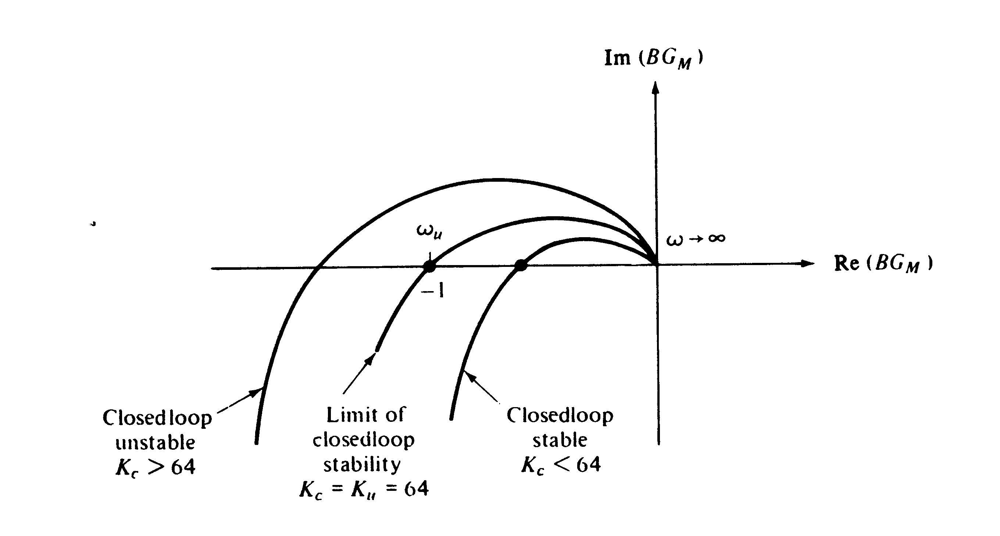 Im (BG_M)
ω_u
ω → ∞
Re (BG_M)
−1
Closedloop
unstable
K_c > 64
Limit of
closedloop
stability
K_c = K_u = 64
Closedloop
stable
K_c < 64